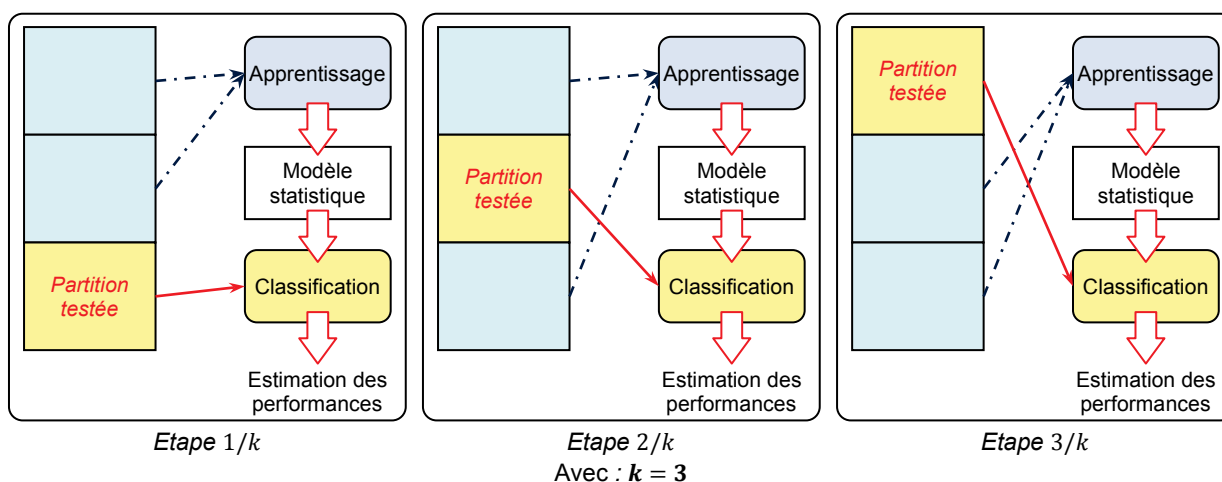 Apprentissage
Modèle
statistique
Partition
testée
Classification
Estimation des
performances
Etape 1/k
Apprentissage
Partition
testée
Modèle
statistique
Classification
Estimation des
performances
Etape 2/k
Partition
testée
Apprentissage
Modèle
statistique
Classification
Estimation des
performances
Etape 3/k
Avec : k = 3